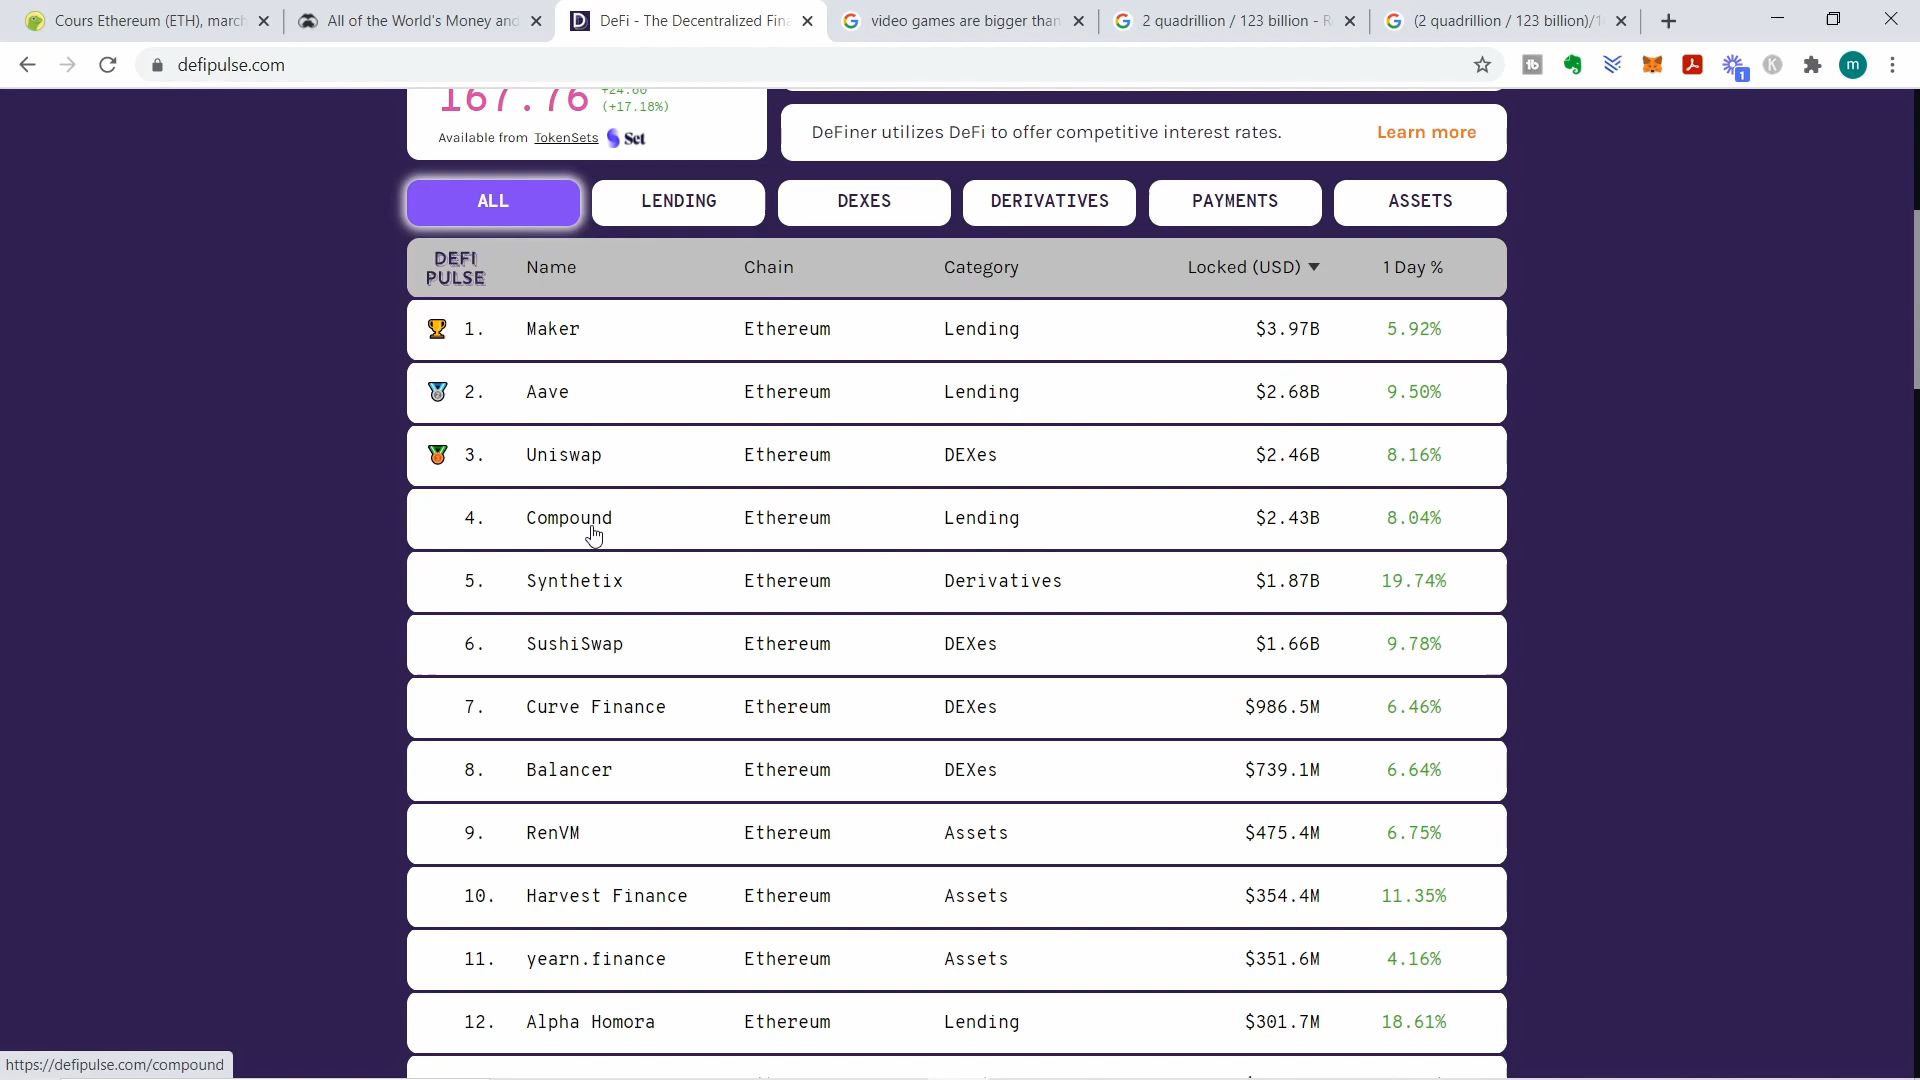 Cours Ethereum (ETH), march
All of the World's Money and
DeFi - The Decentralized Fina
video games are bigger than
2 quadrillion / 123 billion - R
(2 quadrillion / 123 billion)/1
defipulse.com
1
K
m
167.76
+24.60
(+17.18%)
Available from TokenSets Set
DeFiner utilizes DeFi to offer competitive interest rates.
Learn more
ALL
LENDING
DEXES
DERIVATIVES
PAYMENTS
ASSETS
DEFI PULSE Name Chain Category Locked (USD) 1 Day %
1. Maker Ethereum Lending $3.97B 5.92%
2. Aave Ethereum Lending $2.68B 9.50%
3. Uniswap Ethereum DEXes $2.46B 8.16%
4. Compound Ethereum Lending $2.43B 8.04%
5. Synthetix Ethereum Derivatives $1.87B 19.74%
6. SushiSwap Ethereum DEXes $1.66B 9.78%
7. Curve Finance Ethereum DEXes $986.5M 6.46%
8. Balancer Ethereum DEXes $739.1M 6.64%
9. RenVM Ethereum Assets $475.4M 6.75%
10. Harvest Finance Ethereum Assets $354.4M 11.35%
11. yearn.finance Ethereum Assets $351.6M 4.16%
12. Alpha Homora Ethereum Lending $301.7M 18.61%
https://defipulse.com/compound